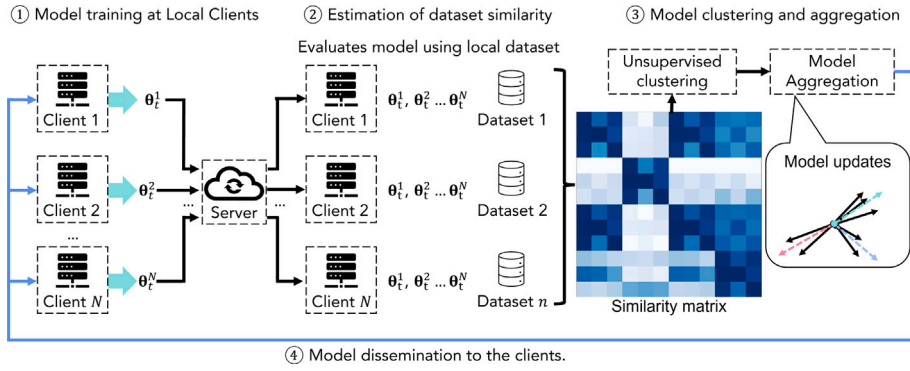 ① Model training at Local Clients
② Estimation of dataset similarity
③ Model clustering and aggregation
Evaluates model using local dataset
Client 1
θ_t^1
Client 2
θ_t^2
...
Client N
θ_t^N
...
Server
...
Client 1
θ_t^1, θ_t^2 ... θ_t^N
Dataset 1
Client 2
θ_t^1, θ_t^2 ... θ_t^N
Dataset 2
Client N
θ_t^1, θ_t^2 ... θ_t^N
Dataset n
Unsupervised
clustering
Model
Aggregation
Similarity matrix
Model updates
④ Model dissemination to the clients.